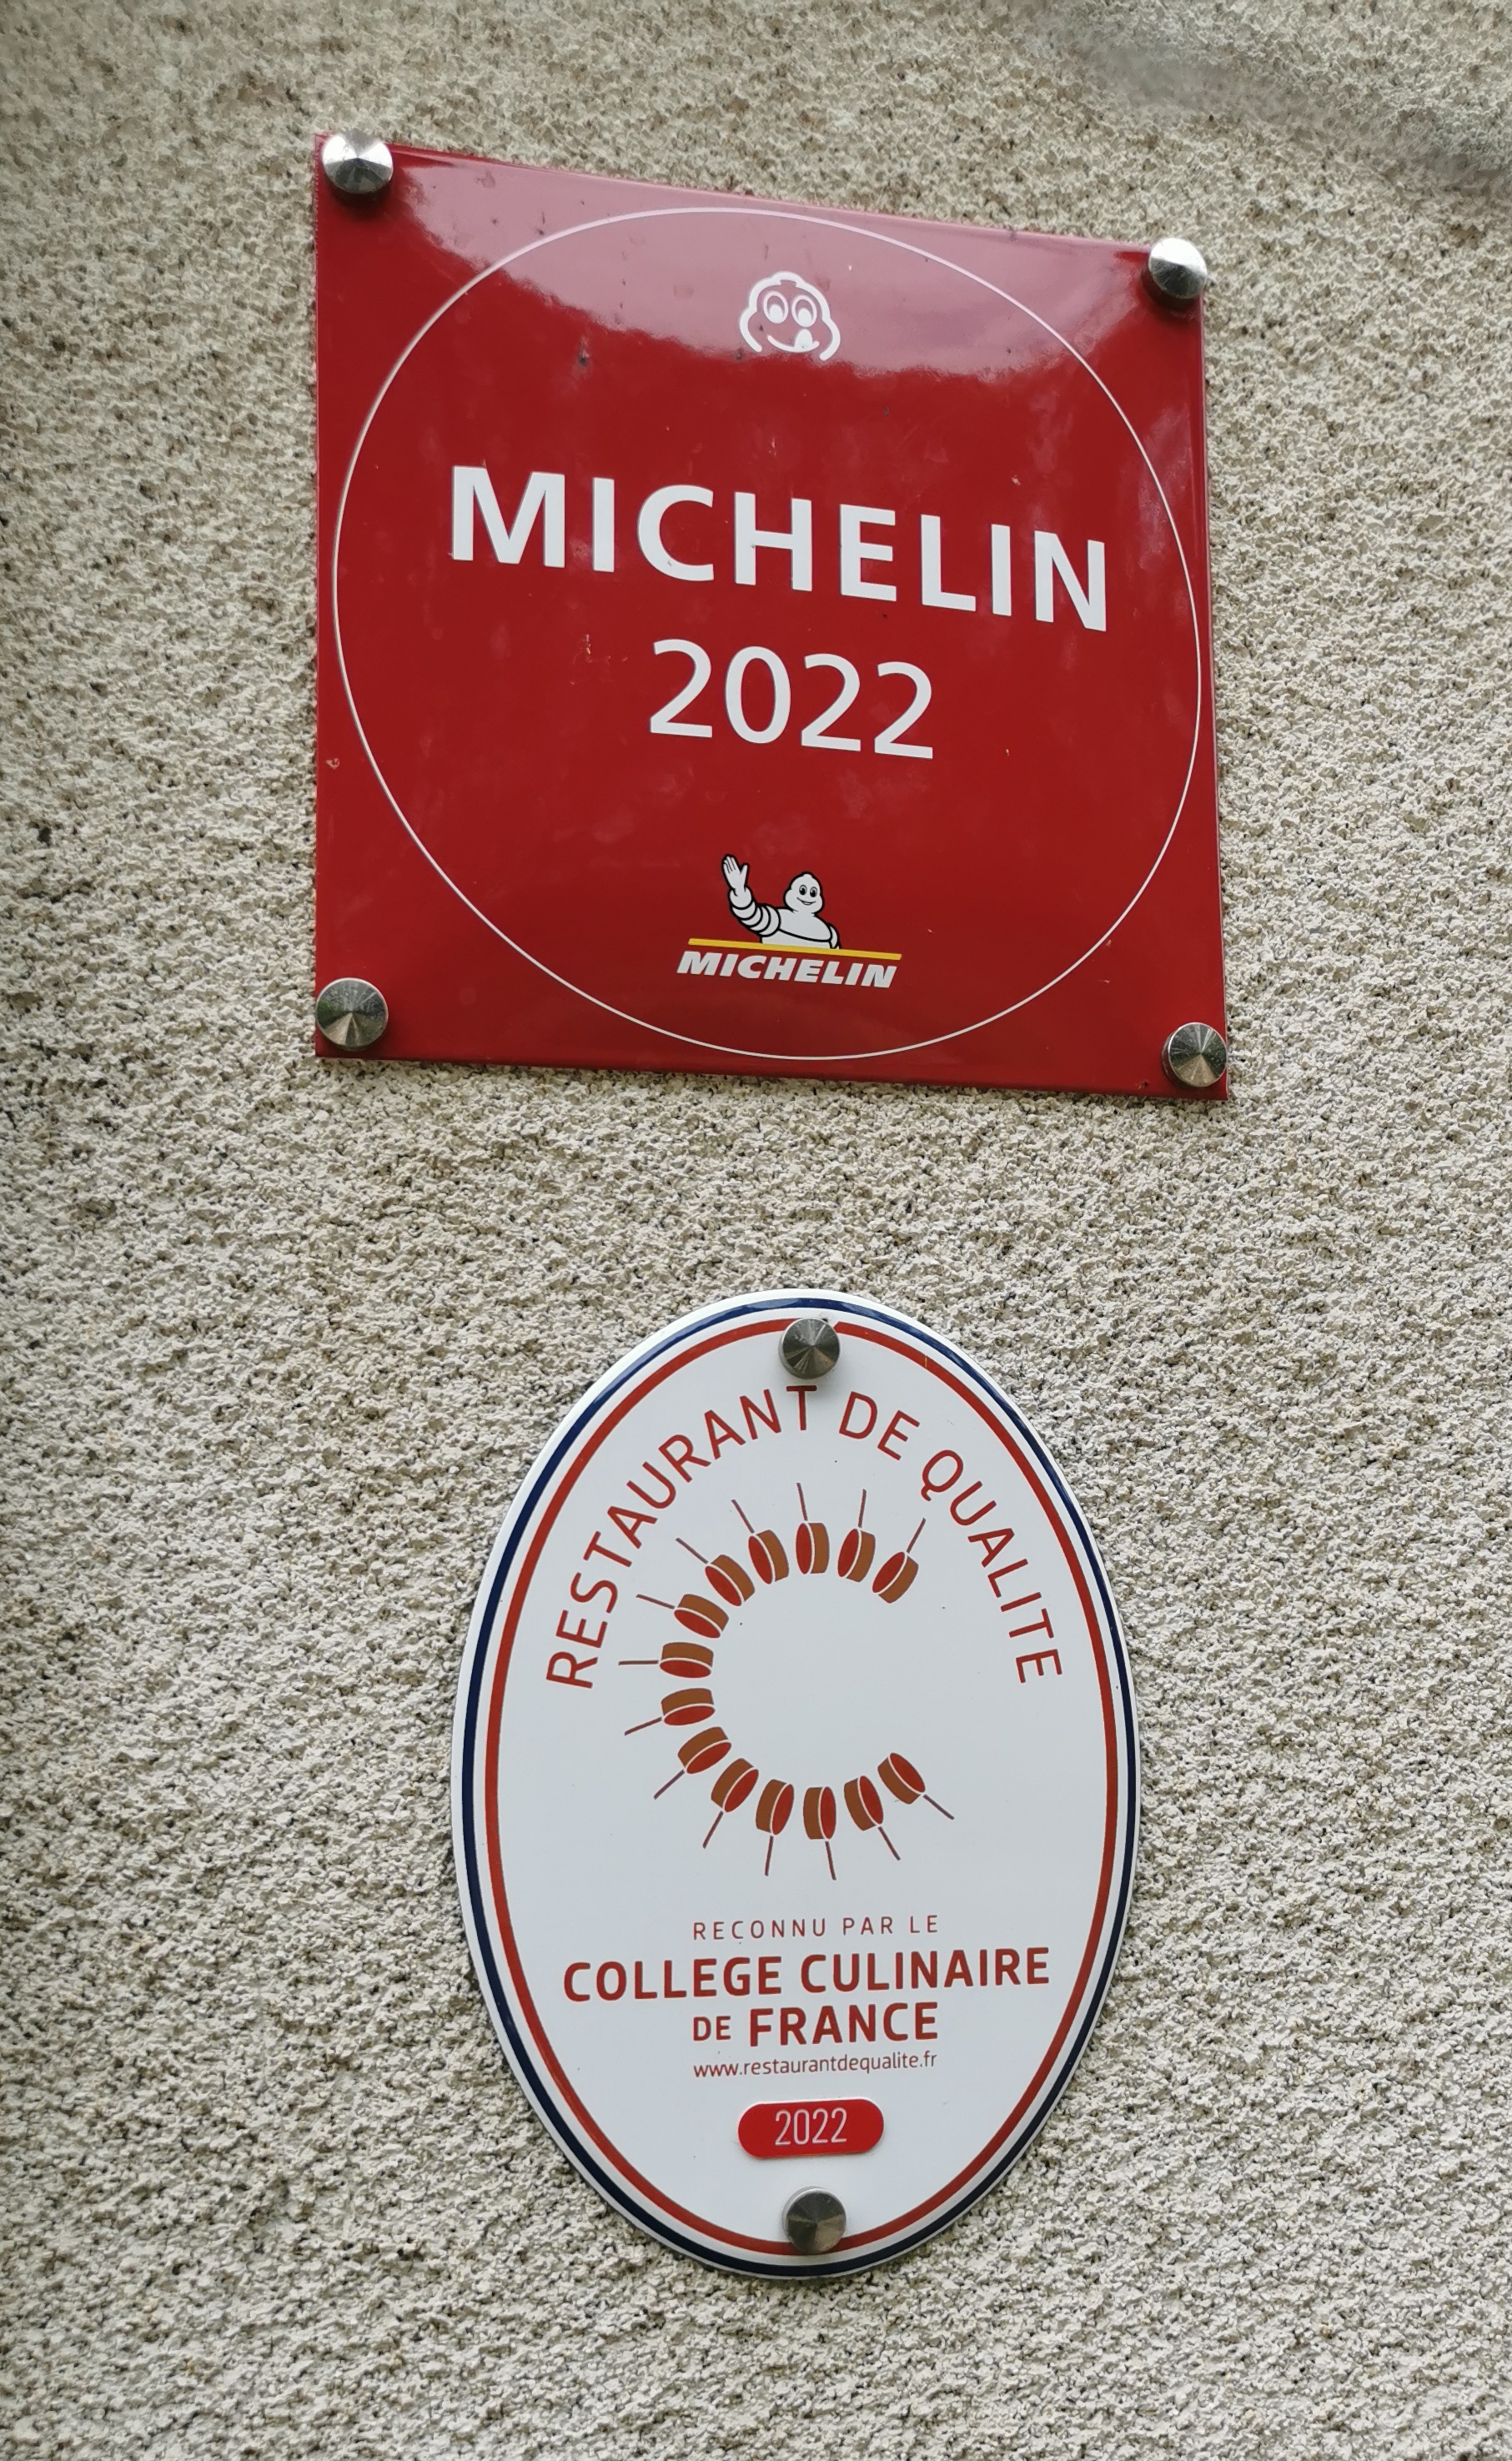 MICHELIN
2022
MICHELIN
RESTAURANT DE QUALITE
RECONNU PAR LE
COLLEGE CULINAIRE
DE FRANCE
www.restaurantdequalite.fr
2022